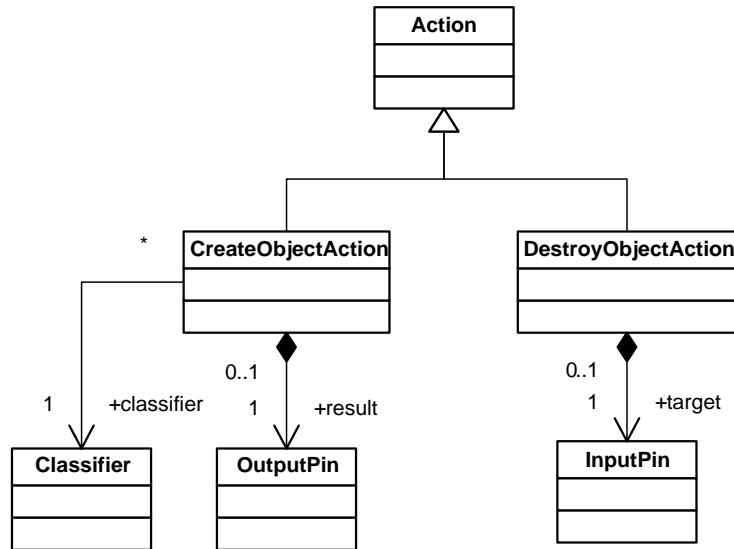 Action
*
CreateObjectAction
DestroyObjectAction
0..1
0..1
1
+classifier
1
+result
1
+target
Classifier
OutputPin
InputPin